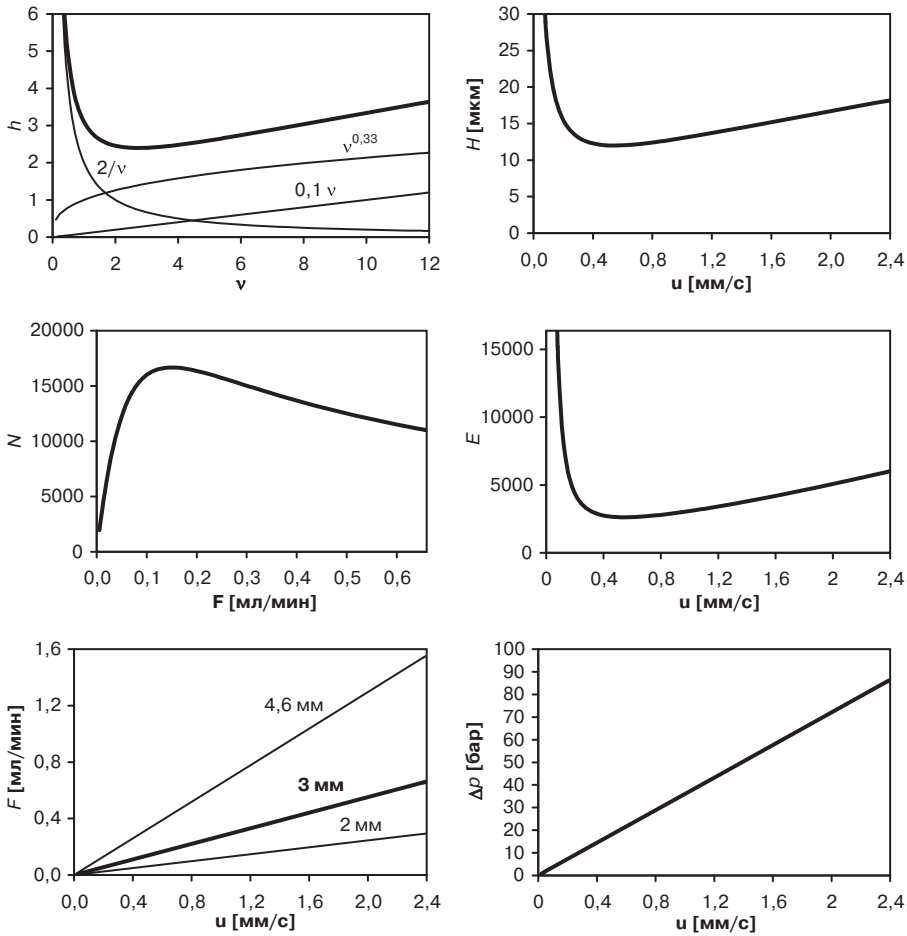 6
5
4
3
2
1
0
h
2/ν
ν^0,33
0,1 ν
0 2 4 6 8 10 12
ν
30
25
20
15
10
5
0
H [мкм]
0,0 0,4 0,8 1,2 1,6 2,0 2,4
u [мм/с]
20000
15000
10000
5000
0
N
0,0 0,1 0,2 0,3 0,4 0,5 0,6
F [мл/мин]
15000
10000
5000
0
E
0 0,4 0,8 1,2 1,6 2 2,4
u [мм/с]
1,6
1,2
0,8
0,4
0,0
F [мл/мин]
4,6 мм
3 мм
2 мм
0,0 0,4 0,8 1,2 1,6 2,0 2,4
u [мм/с]
100
90
80
70
60
50
40
30
20
10
0
Δp [бар]
0 0,4 0,8 1,2 1,6 2 2,4
u [мм/с]